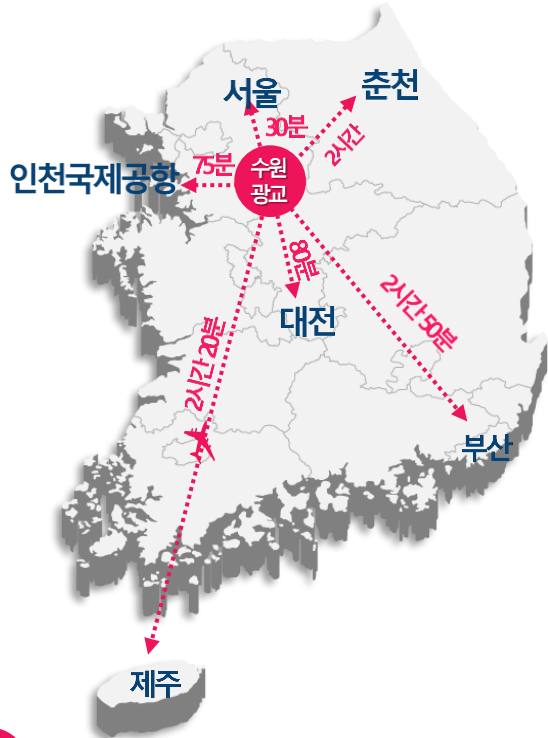 서울
춘천
30분
2시간
인천국제공항
75분
수원
광교
80분
대전
2시간 50분
2시간 20분
부산
제주